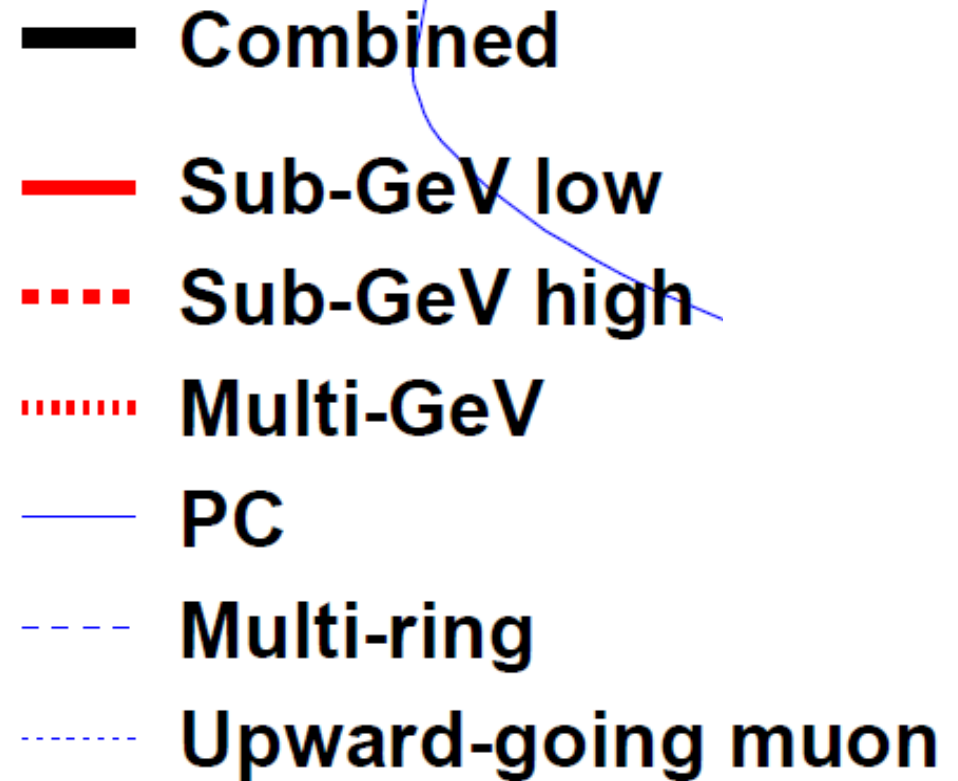 Combined
Sub-GeV low
Sub-GeV high
Multi-GeV
PC
Multi-ring
Upward-going muon